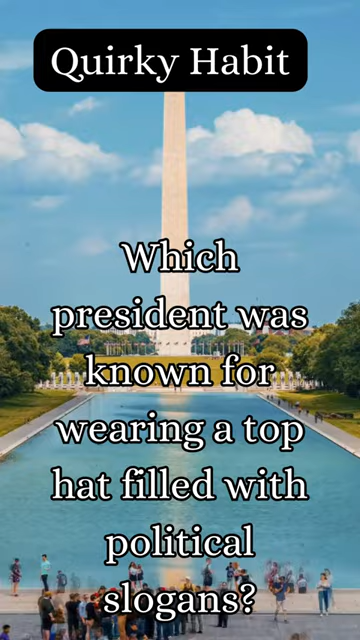 Quirky Habit
Which
president was
known for
wearing a top
hat filled with
political
slogans?